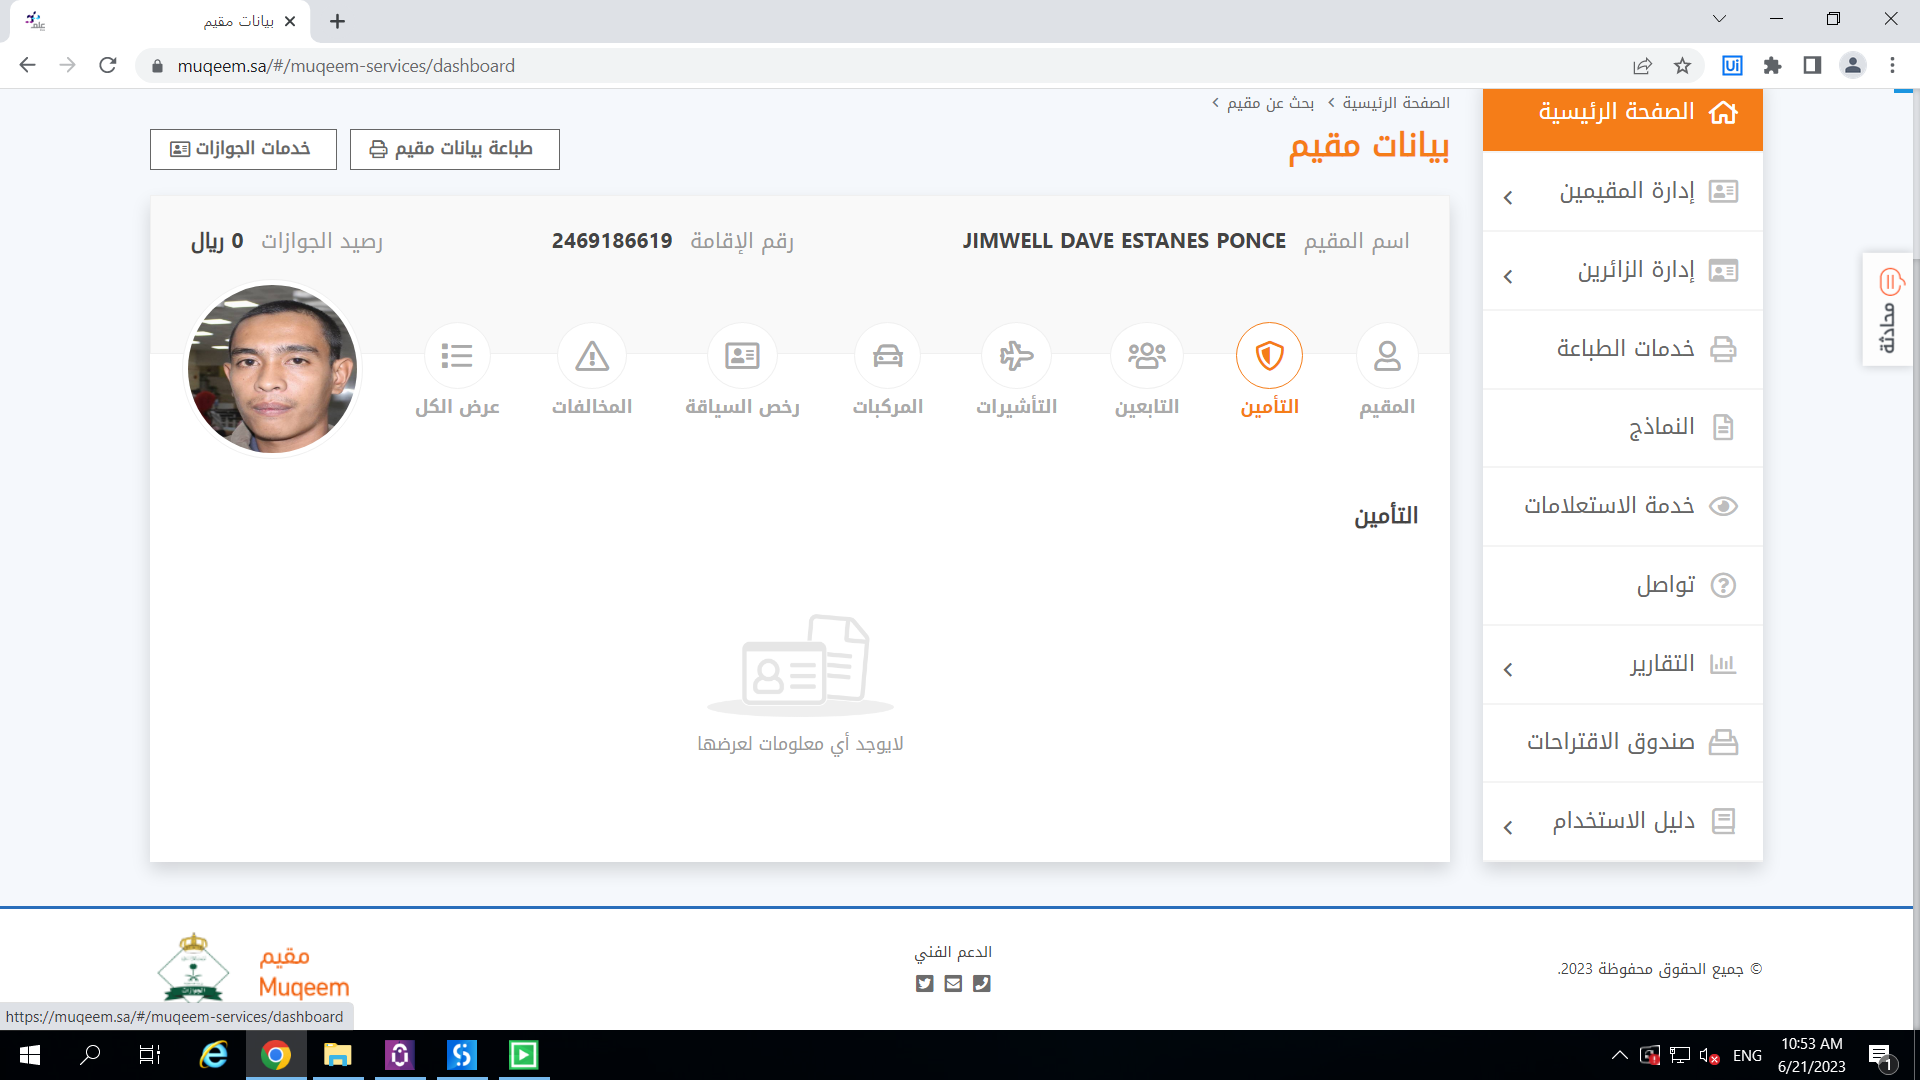 بيانات مقيم
muqeem.sa/#/muqeem-services/dashboard
الصفحة الرئيسية
بحث عن مقيم
بيانات مقيم
طباعة بيانات مقيم
خدمات الجوازات
اسم المقيم JIMWELL DAVE ESTANES PONCE
رقم الإقامة 2469186619
رصيد الجوازات 0 ريال
المقيم
التأمين
التابعين
التأشيرات
المركبات
رخص السياقة
المخالفات
عرض الكل
التأمين
لايوجد أي معلومات لعرضها
الصفحة الرئيسية
إدارة المقيمين
إدارة الزائرين
خدمات الطباعة
النماذج
خدمة الاستعلامات
تواصل
التقارير
صندوق الاقتراحات
دليل الاستخدام
محادثة
© جميع الحقوق محفوظة 2023.
الدعم الفني
مقيم
Muqeem
https://muqeem.sa/#/muqeem-services/dashboard
ENG
10:53 AM
6/21/2023
1